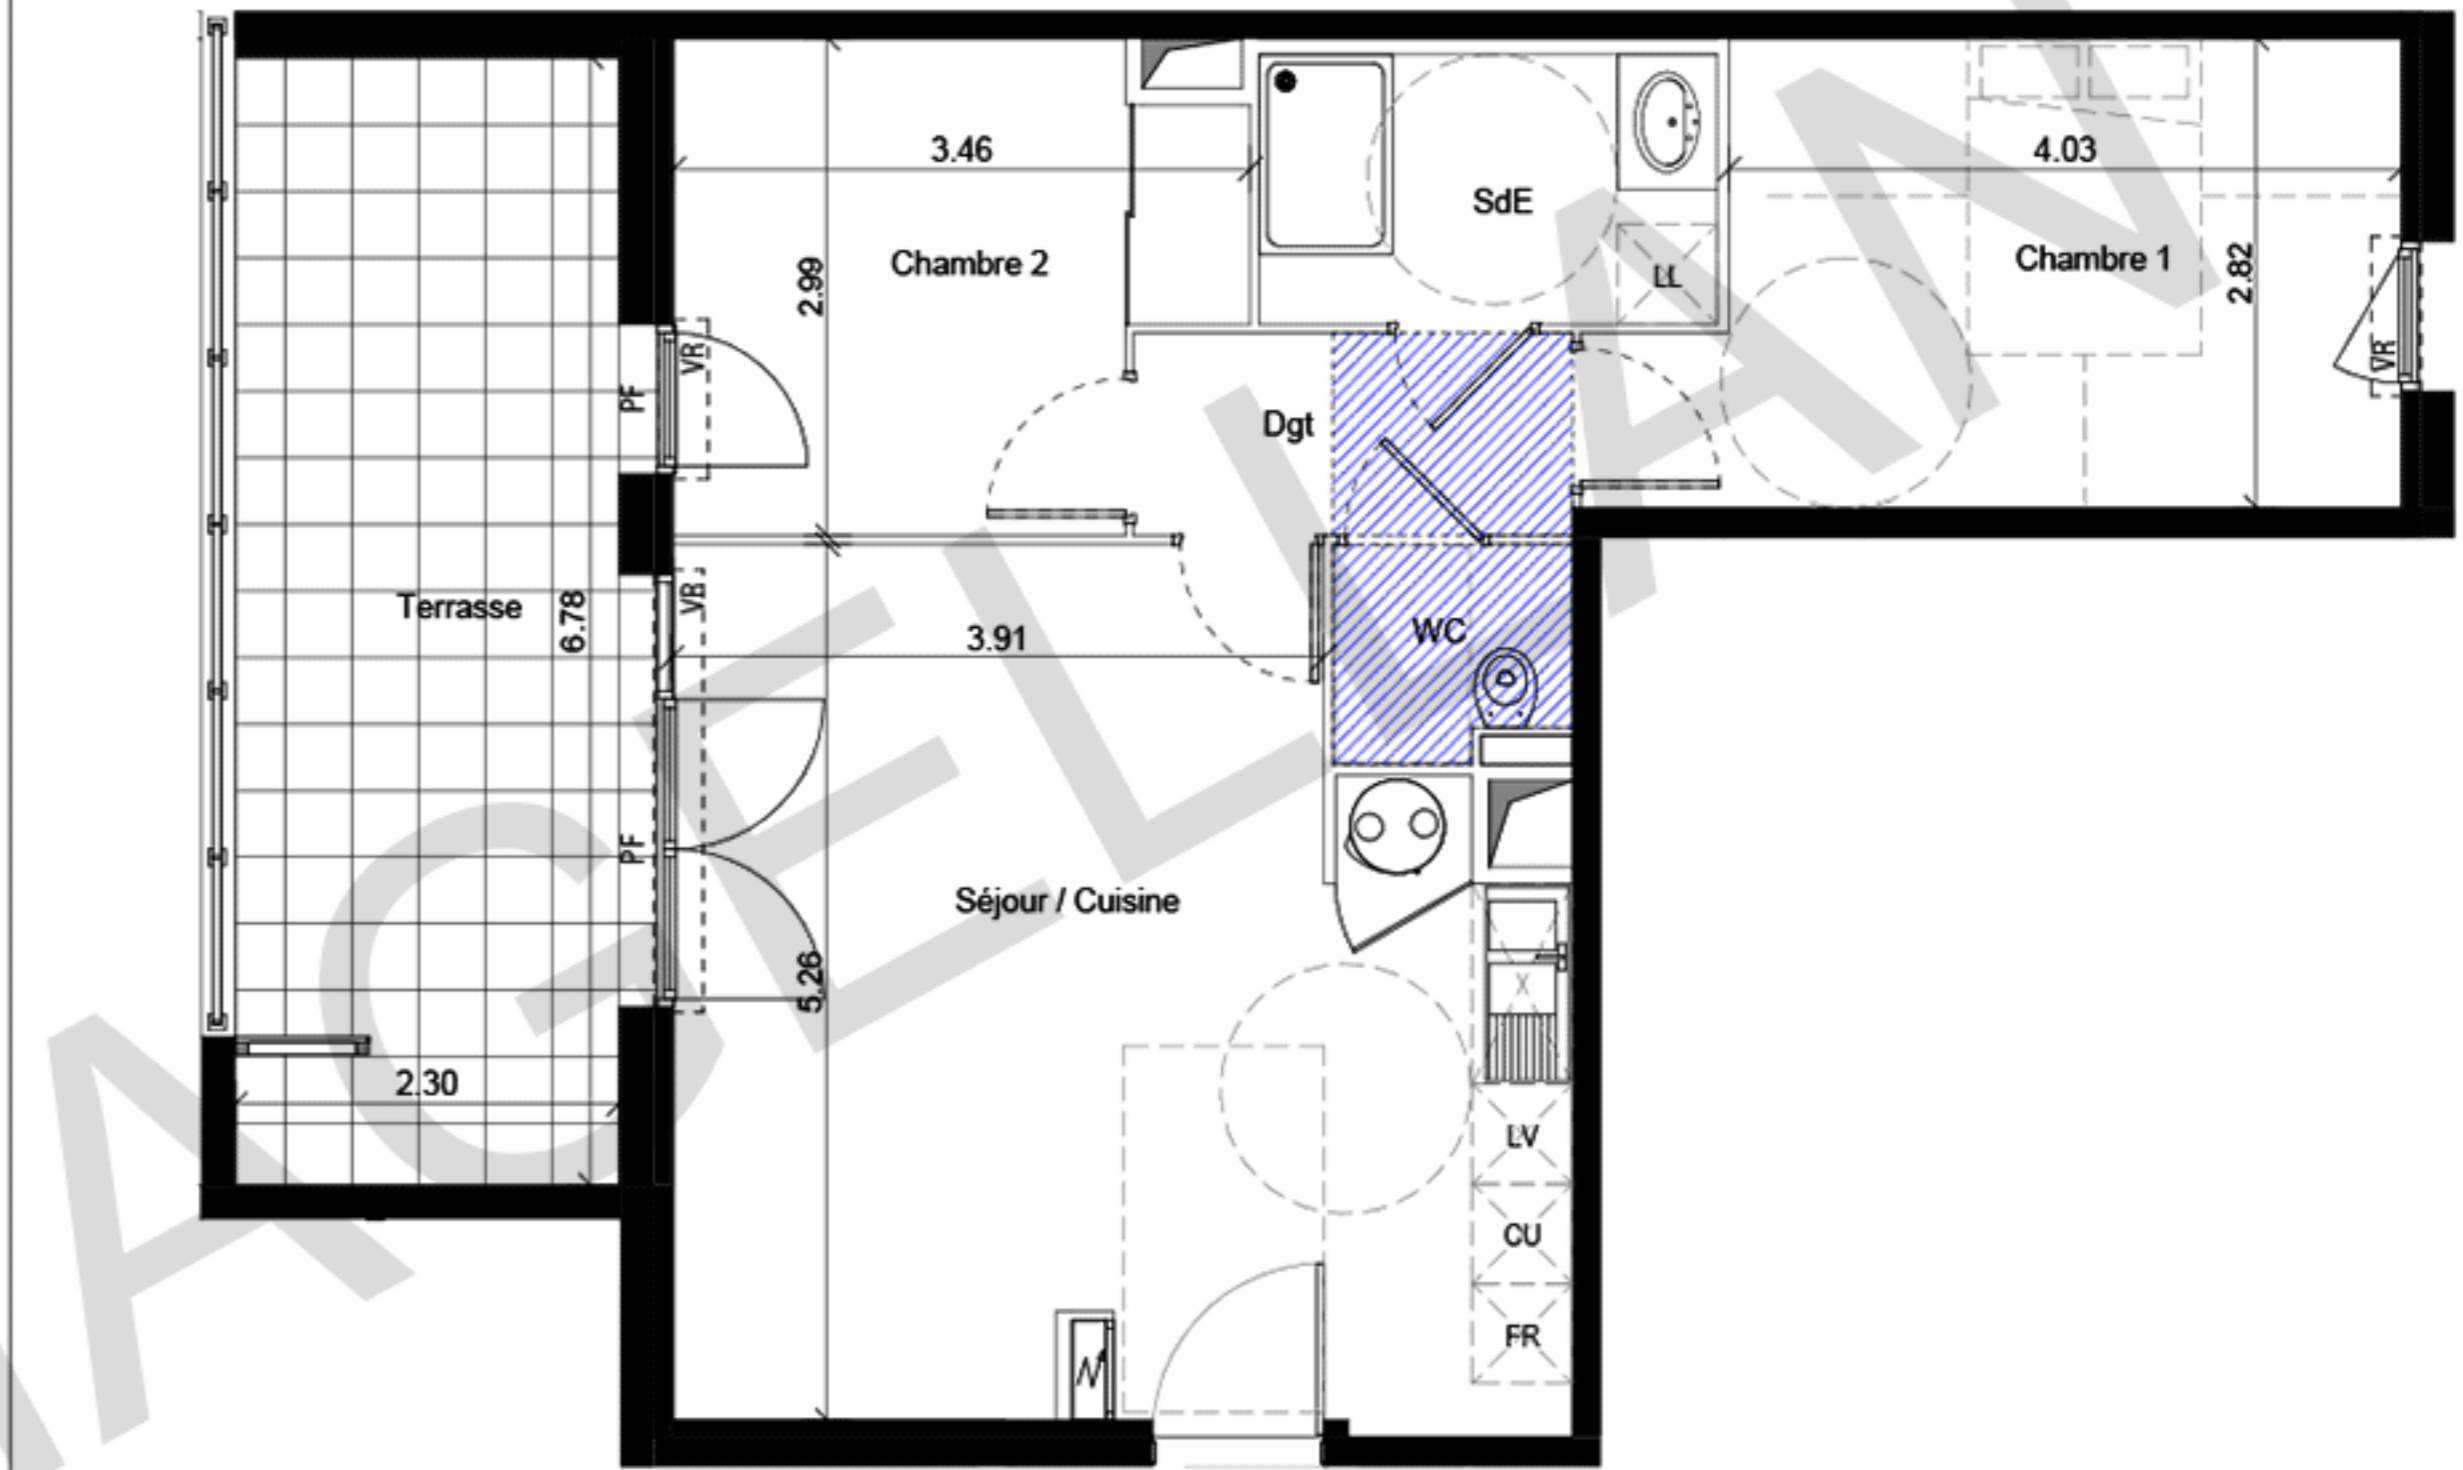 3.46
4.03
SdE
Chambre 2
2.99
LL
Chambre 1
2.82
VR
VR
PF
Dgt
Terrasse
6.78
VR
3.91
WC
PF
Séjour / Cuisine
5.26
2.30
LV
CU
FR
AGELLAN